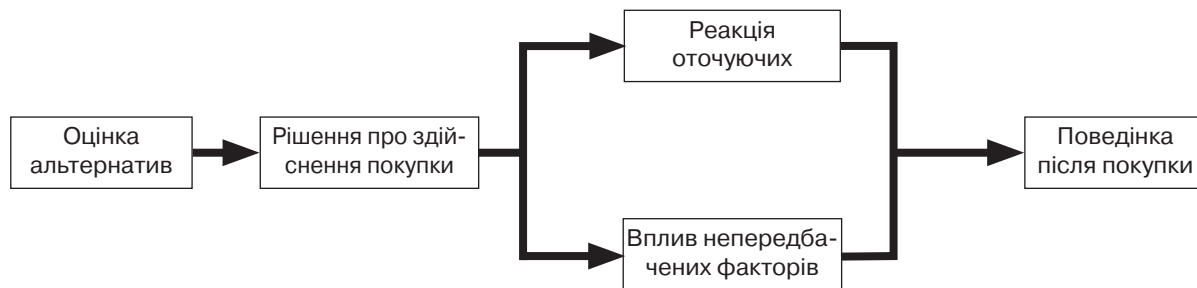 Оцінка
альтернатив
Рішення про здій-
снення покупки
Реакція
оточуючих
Вплив непередба-
чених факторів
Поведінка
після покупки